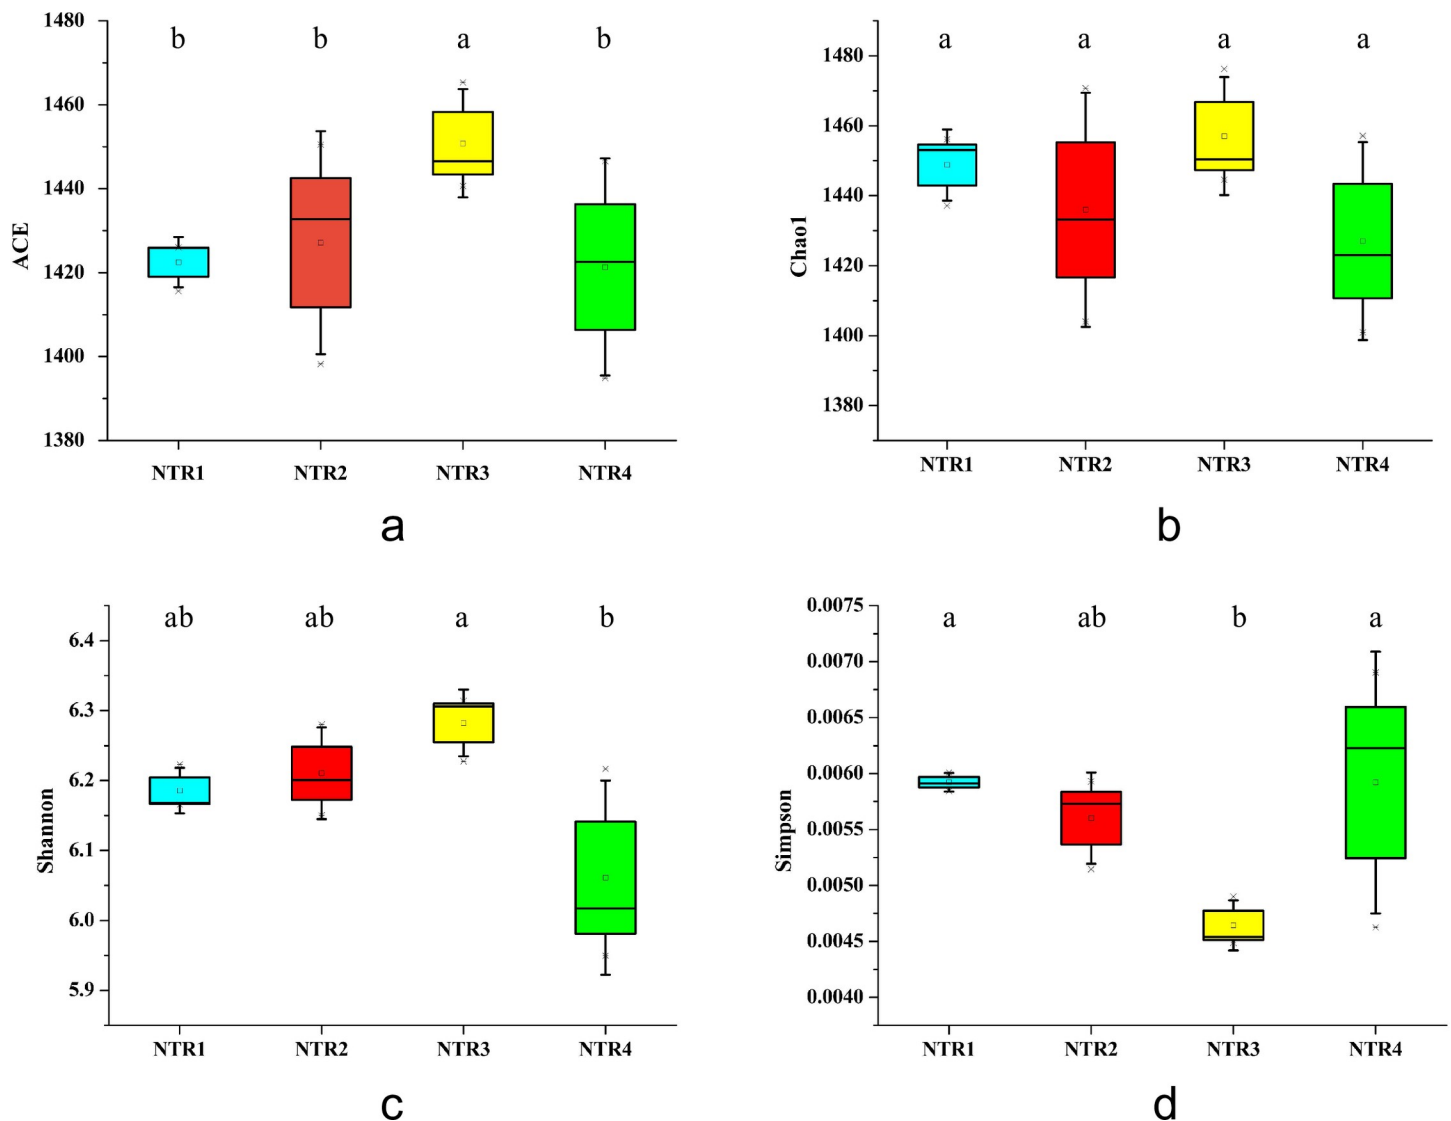 b b a b
1480
1460
1440
1420
1400
1380
ACE
NTR1 NTR2 NTR3 NTR4
a
a a a a
1480
1460
1440
1420
1400
1380
Chao1
NTR1 NTR2 NTR3 NTR4
b
ab ab a b
6.4
6.3
6.2
6.1
6.0
5.9
Shannon
NTR1 NTR2 NTR3 NTR4
c
a ab b a
0.0075
0.0070
0.0065
0.0060
0.0055
0.0050
0.0045
0.0040
Simpson
NTR1 NTR2 NTR3 NTR4
d